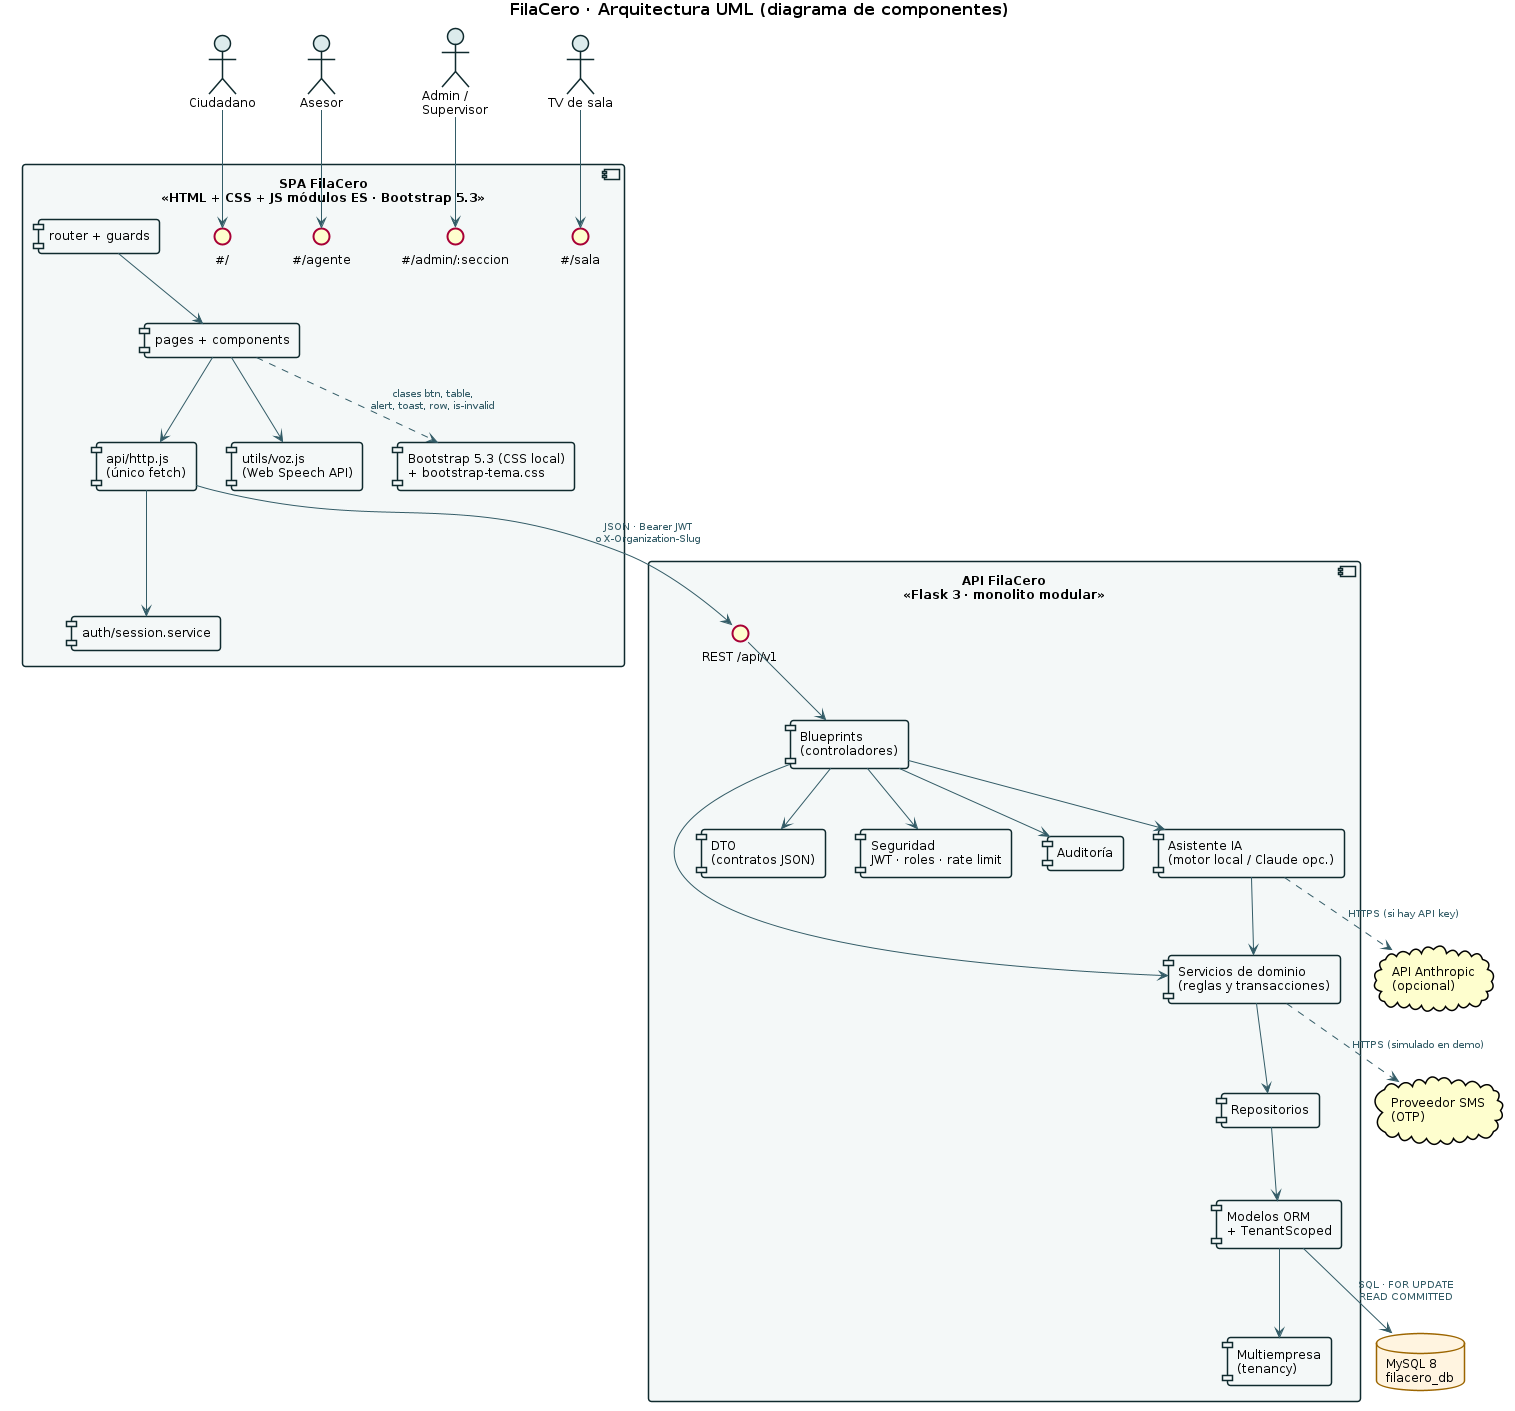 FilaCero · Arquitectura UML (diagrama de componentes)
Ciudadano
Asesor
Admin /
Supervisor
TV de sala
SPA FilaCero
«HTML + CSS + JS módulos ES · Bootstrap 5.3»
router + guards
#/
#/agente
#/admin/:seccion
#/sala
pages + components
clases btn, table,
alert, toast, row, is-invalid
api/http.js
(único fetch)
utils/voz.js
(Web Speech API)
Bootstrap 5.3 (CSS local)
+ bootstrap-tema.css
JSON · Bearer JWT
o X-Organization-Slug
auth/session.service
API FilaCero
«Flask 3 · monolito modular»
REST /api/v1
Blueprints
(controladores)
DTO
(contratos JSON)
Seguridad
JWT · roles · rate limit
Auditoría
Asistente IA
(motor local / Claude opc.)
HTTPS (si hay API key)
Servicios de dominio
(reglas y transacciones)
API Anthropic
(opcional)
HTTPS (simulado en demo)
Repositorios
Proveedor SMS
(OTP)
Modelos ORM
+ TenantScoped
SQL · FOR UPDATE
READ COMMITTED
Multiempresa
(tenancy)
MySQL 8
filacero_db